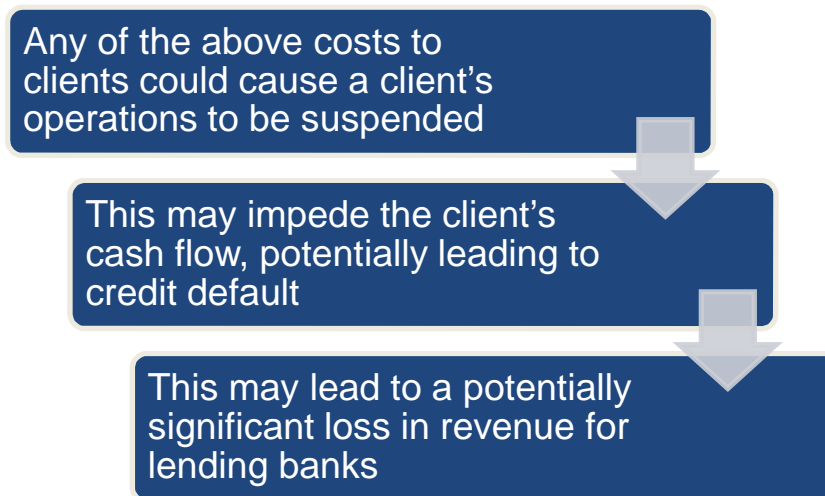 Any of the above costs to
clients could cause a client’s
operations to be suspended
This may impede the client’s
cash flow, potentially leading to
credit default
This may lead to a potentially
significant loss in revenue for
lending banks